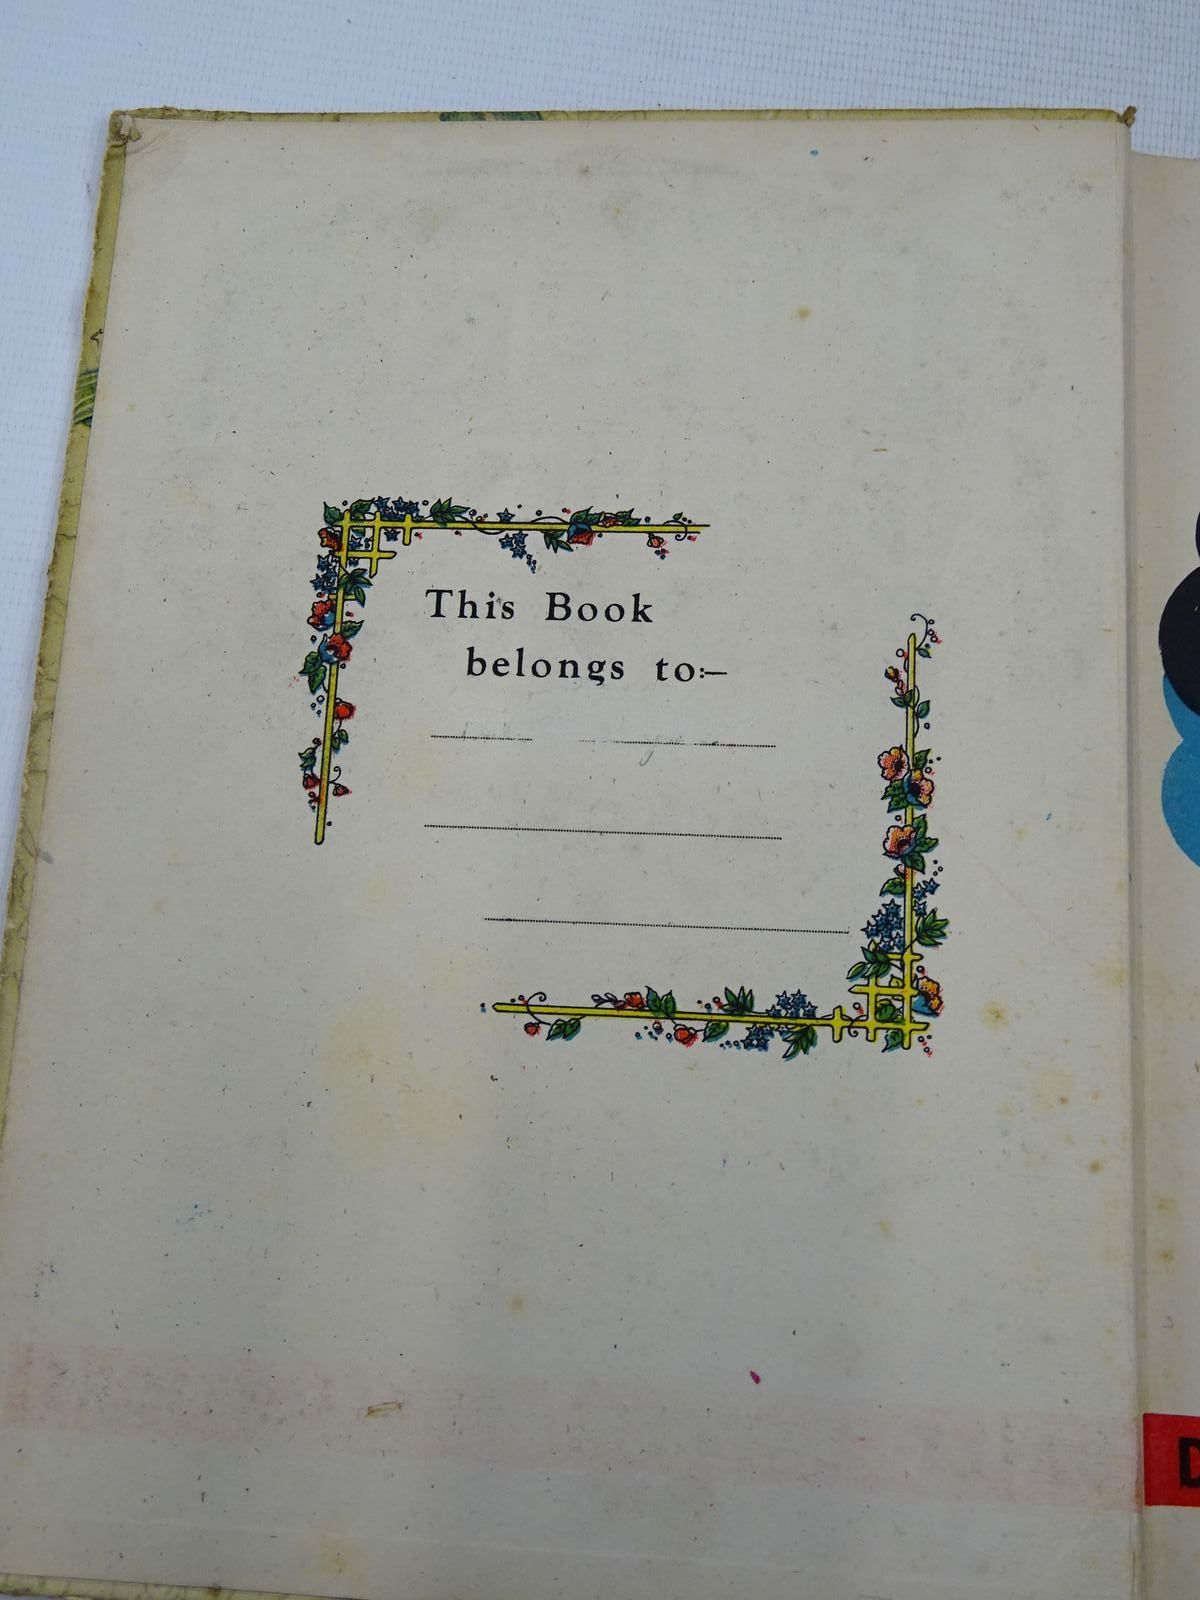 This Book
belongs to:—
D